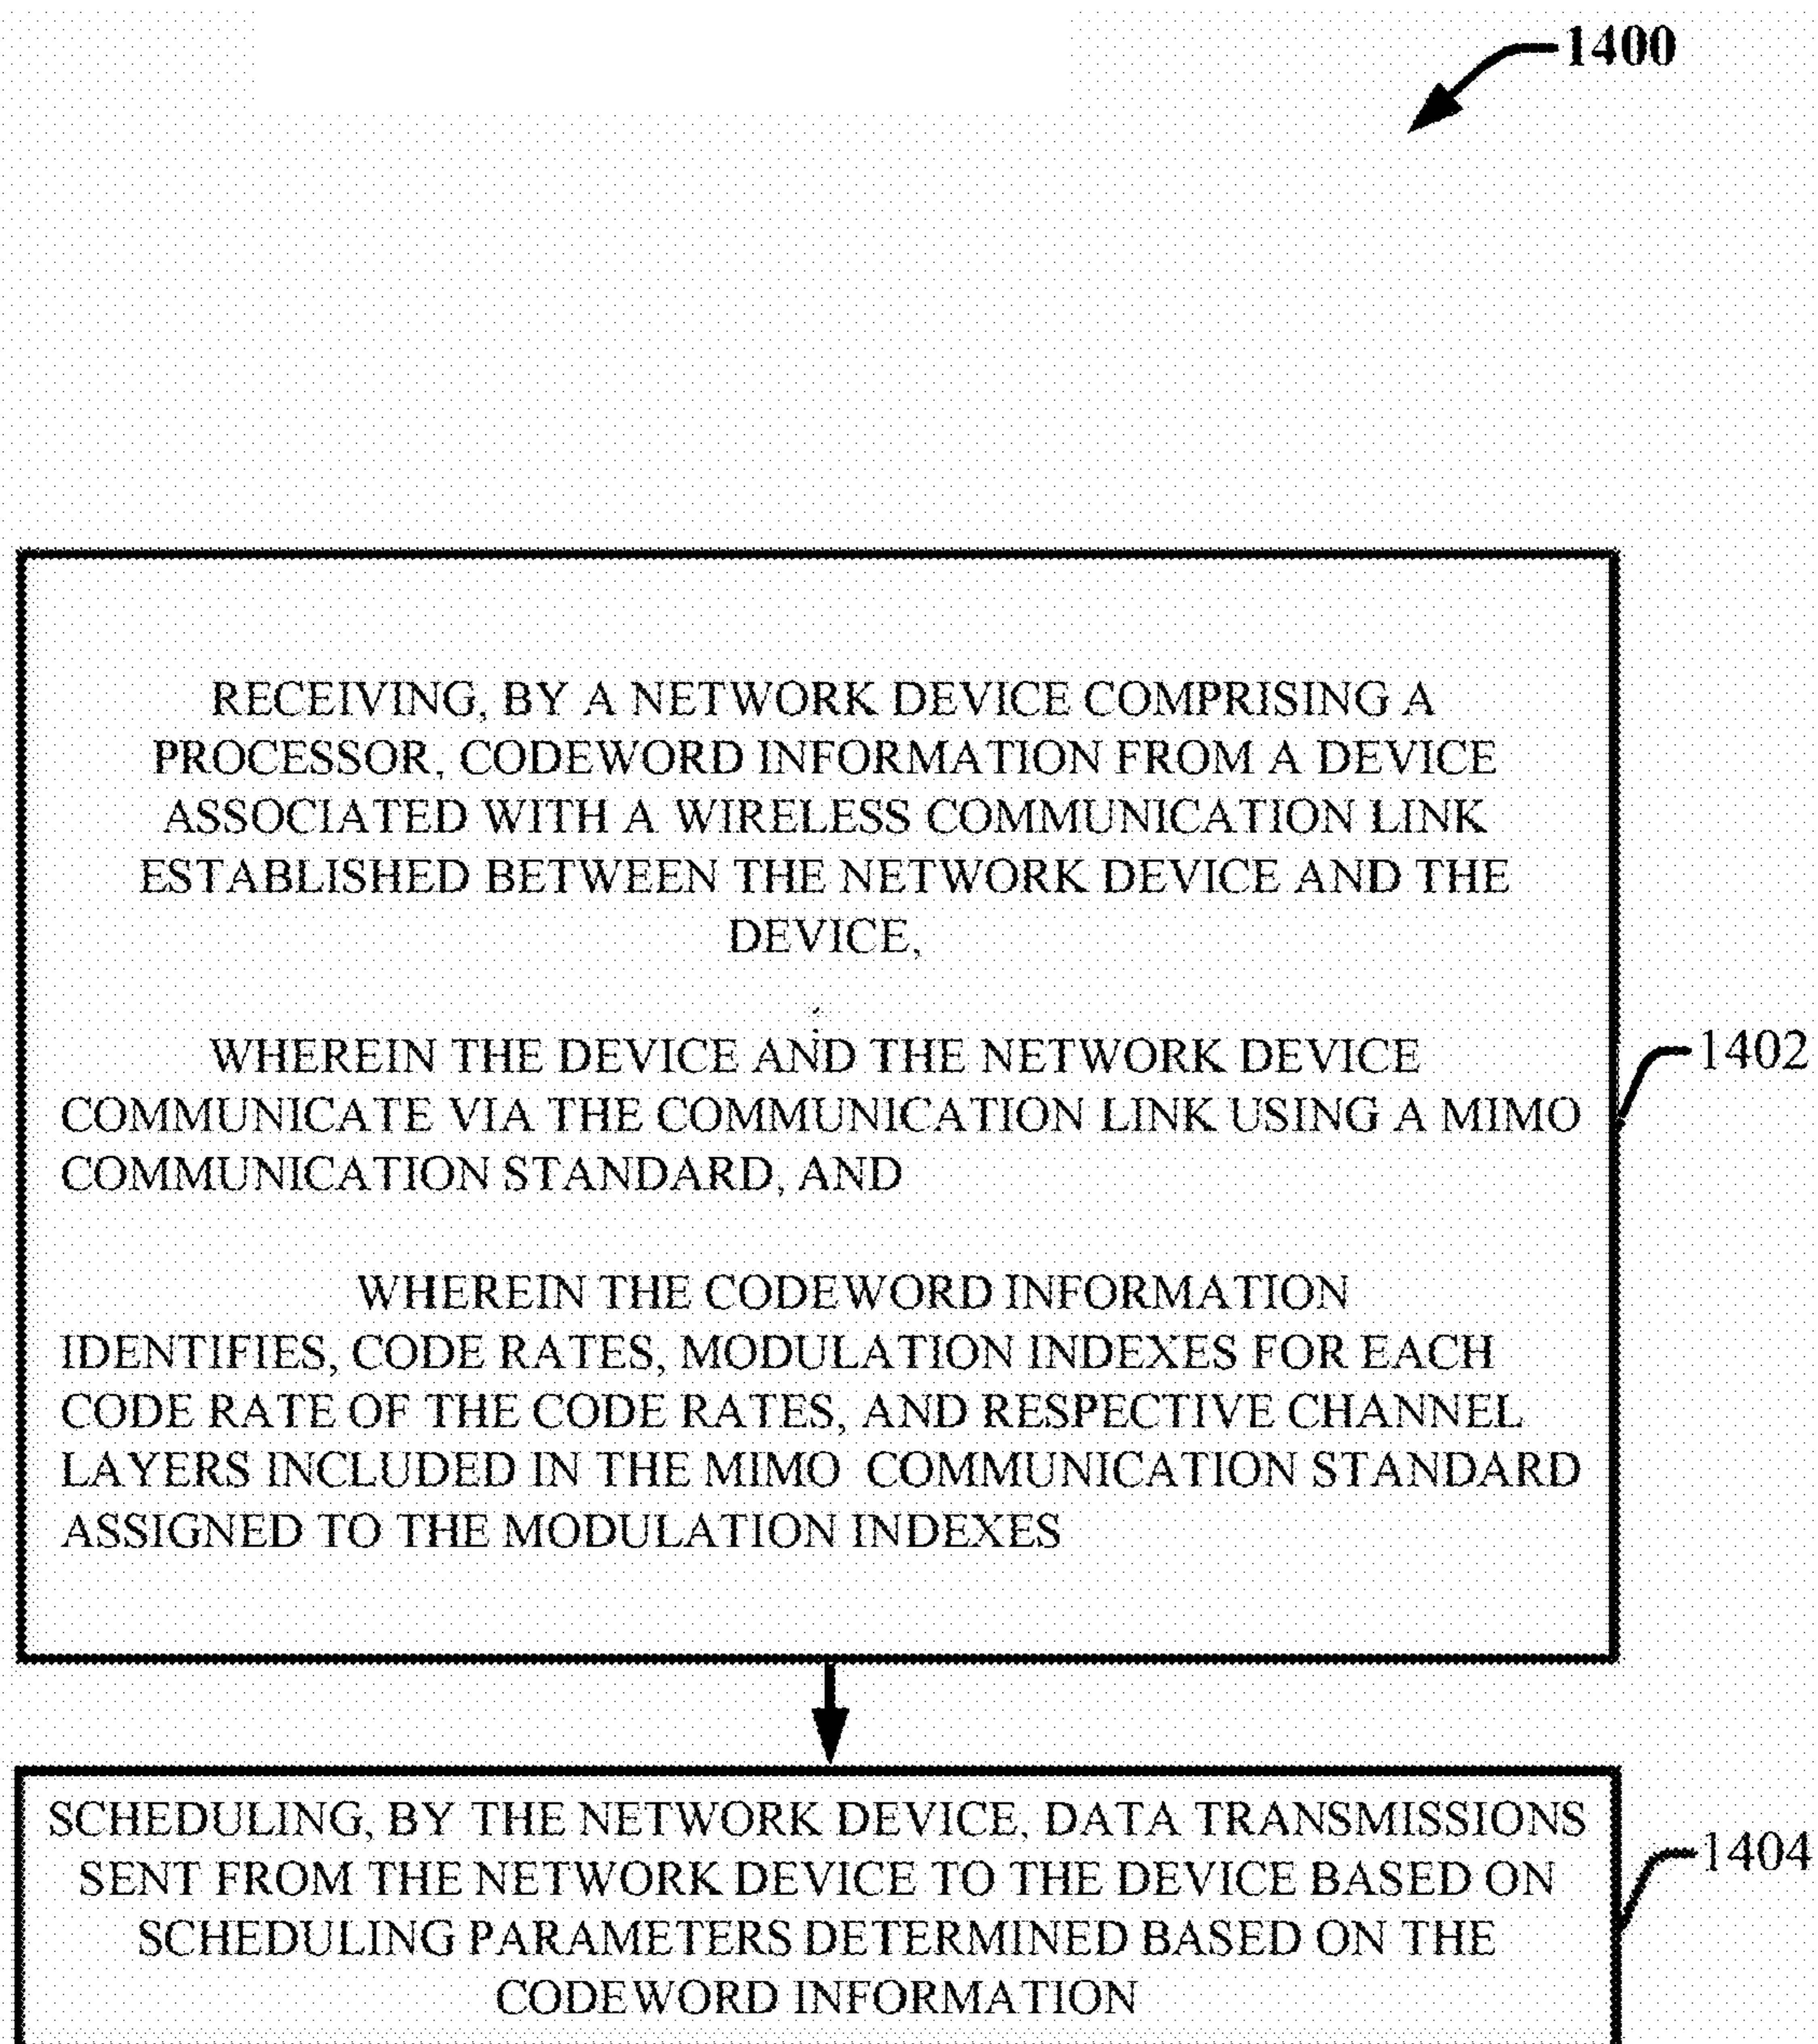 1400
RECEIVING, BY A NETWORK DEVICE COMPRISING A
PROCESSOR, CODEWORD INFORMATION FROM A DEVICE
ASSOCIATED WITH A WIRELESS COMMUNICATION LINK
ESTABLISHED BETWEEN THE NETWORK DEVICE AND THE
DEVICE,
WHEREIN THE DEVICE AND THE NETWORK DEVICE
COMMUNICATE VIA THE COMMUNICATION LINK USING A MIMO
COMMUNICATION STANDARD, AND
WHEREIN THE CODEWORD INFORMATION
IDENTIFIES, CODE RATES, MODULATION INDEXES FOR EACH
CODE RATE OF THE CODE RATES, AND RESPECTIVE CHANNEL
LAYERS INCLUDED IN THE MIMO COMMUNICATION STANDARD
ASSIGNED TO THE MODULATION INDEXES
1402
SCHEDULING, BY THE NETWORK DEVICE, DATA TRANSMISSIONS
SENT FROM THE NETWORK DEVICE TO THE DEVICE BASED ON
SCHEDULING PARAMETERS DETERMINED BASED ON THE
CODEWORD INFORMATION
1404